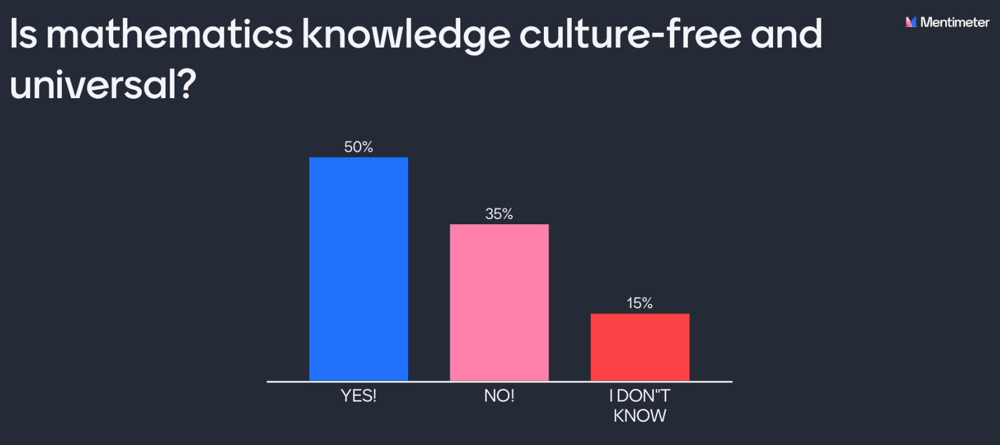 Is mathematics knowledge culture-free and
universal?
Mentimeter
50%
35%
15%
YES!
NO!
I DON"T
KNOW